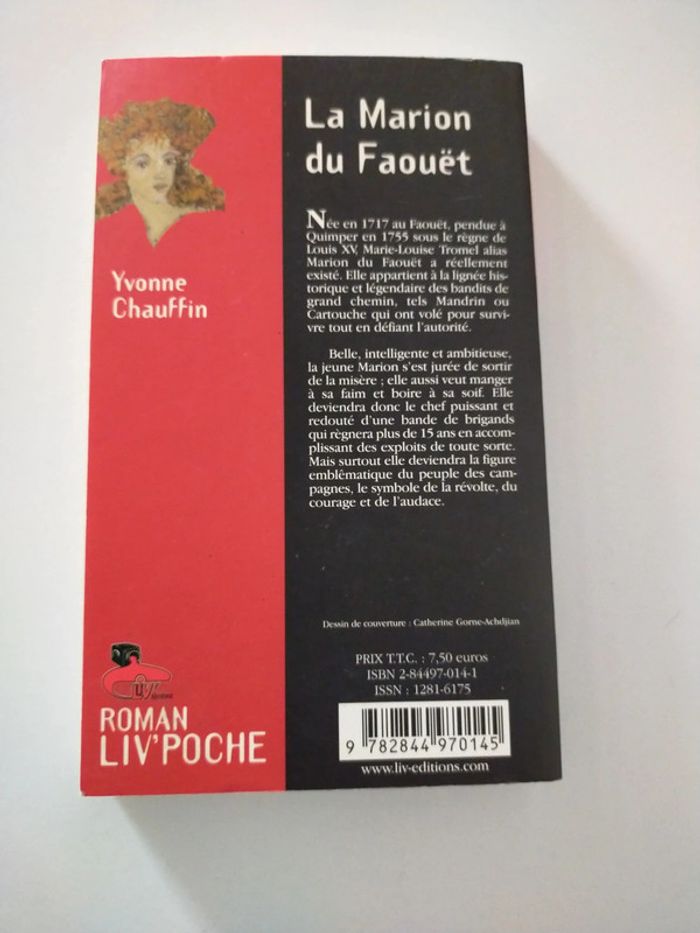 La Marion
du Faouët
Née en 1717 au Faouët, pendue à
Quimper en 1755 sous le règne de
Louis XV, Marie-Louise Tromel alias
Marion du Faouët a réellement
existé. Elle appartient à la lignée his-
torique et légendaire des bandits de
grand chemin, tels Mandrin ou
Cartouche qui ont volé pour survi-
vre tout en défiant l'autorité.
Belle, intelligente et ambitieuse,
la jeune Marion s'est jurée de sortir
de la misère ; elle aussi veut manger
à sa faim et boire à sa soif. Elle
deviendra donc le chef puissant et
redouté d'une bande de brigands
qui règnera plus de 15 ans en accom-
plissant des exploits de toute sorte.
Mais surtout elle deviendra la figure
emblématique du peuple des cam-
pagnes, le symbole de la révolte, du
courage et de l'audace.
Yvonne
Chauffin
Dessin de couverture : Catherine Gorne-Achdjian
PRIX T.T.C. : 7,50 euros
ISBN 2-84497-014-1
ISSN : 1281-6175
9 782844 970145
www.liv-editions.com
ROMAN
LIV'POCHE